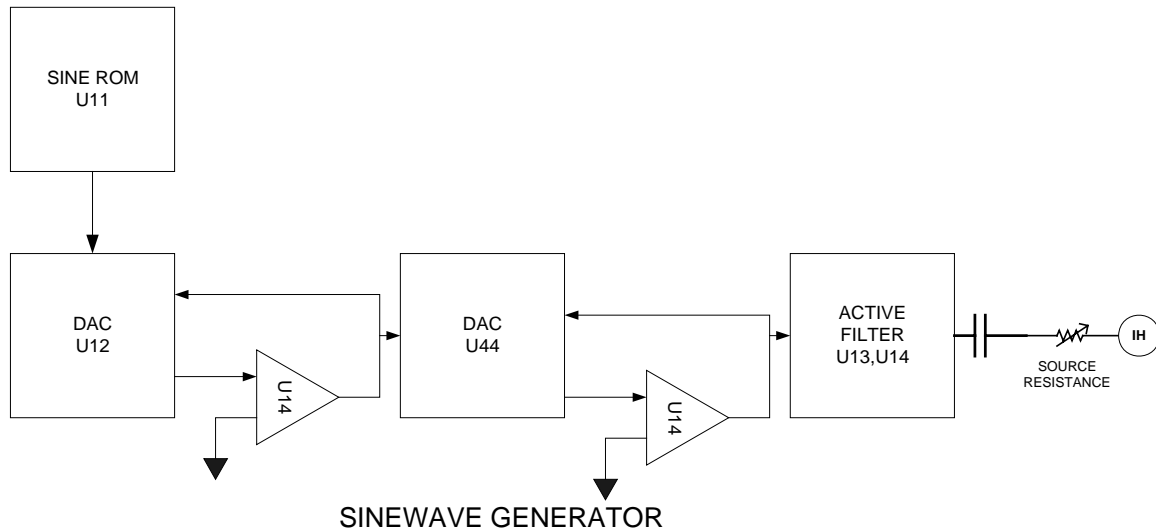 SINE ROM
U11
DAC
U12
U14
DAC
U44
U14
ACTIVE
FILTER
U13,U14
SOURCE
RESISTANCE
IH
SINEWAVE GENERATOR